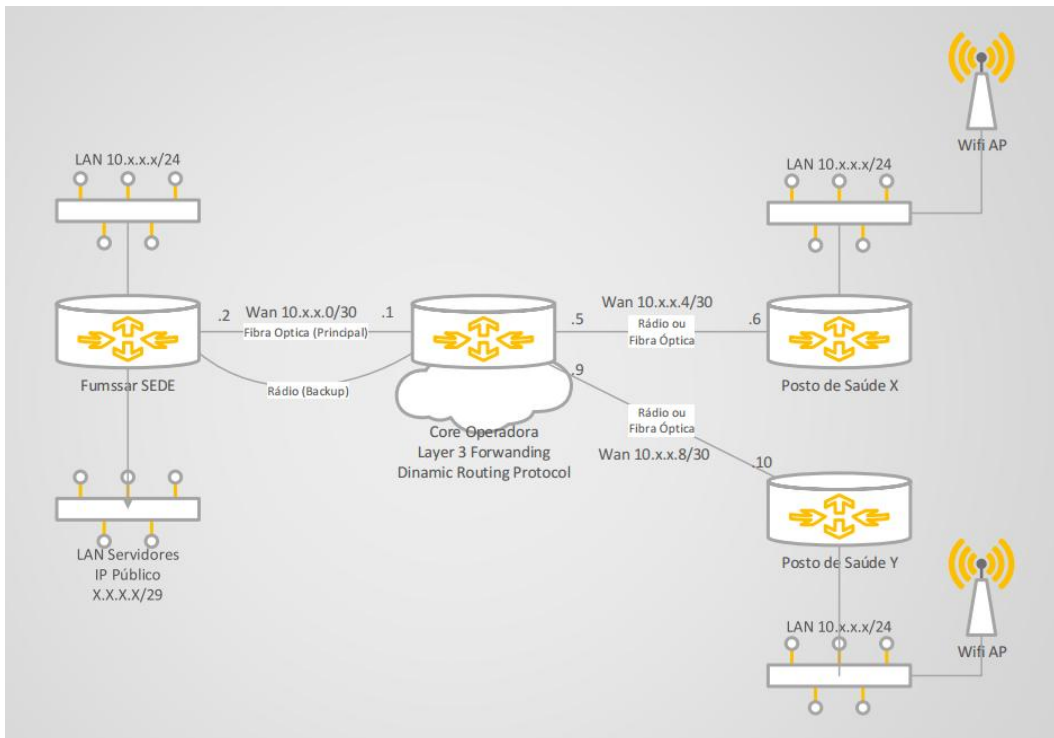 Wifi AP
LAN 10.x.x.x/24
LAN 10.x.x.x/24
.2
Wan 10.x.x.0/30
.1
Fibra Optica (Principal)
.5
Wan 10.x.x.4/30
.6
Rádio ou
Fibra Óptica
Fumssar SEDE
Rádio (Backup)
Posto de Saúde X
.9
Rádio ou
Fibra Óptica
Core Operadora
Layer 3 Forwanding
Dinamic Routing Protocol
Wan 10.x.x.8/30
.10
LAN Servidores
IP Público
X.X.X.X/29
Posto de Saúde Y
LAN 10.x.x.x/24
Wifi AP